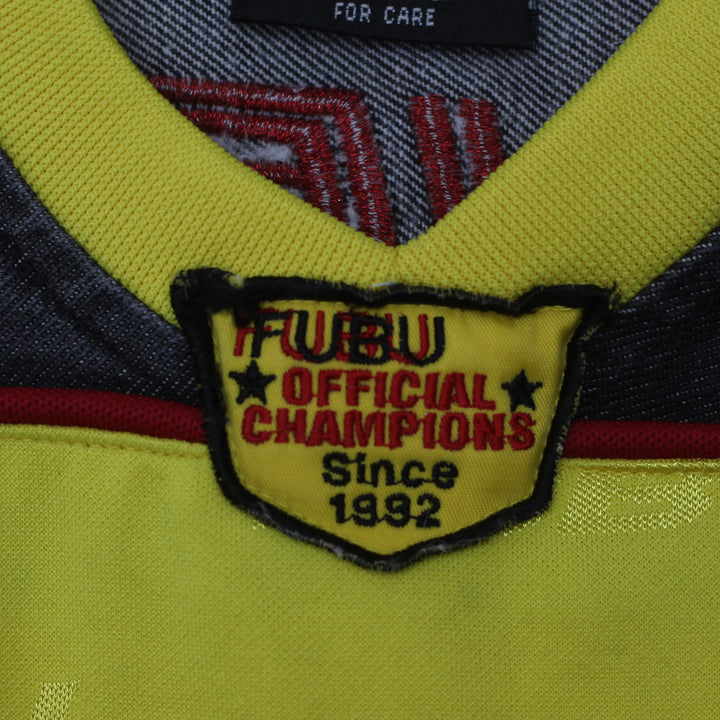 FOR CARE
FUBU
OFFICIAL
CHAMPIONS
Since
1992